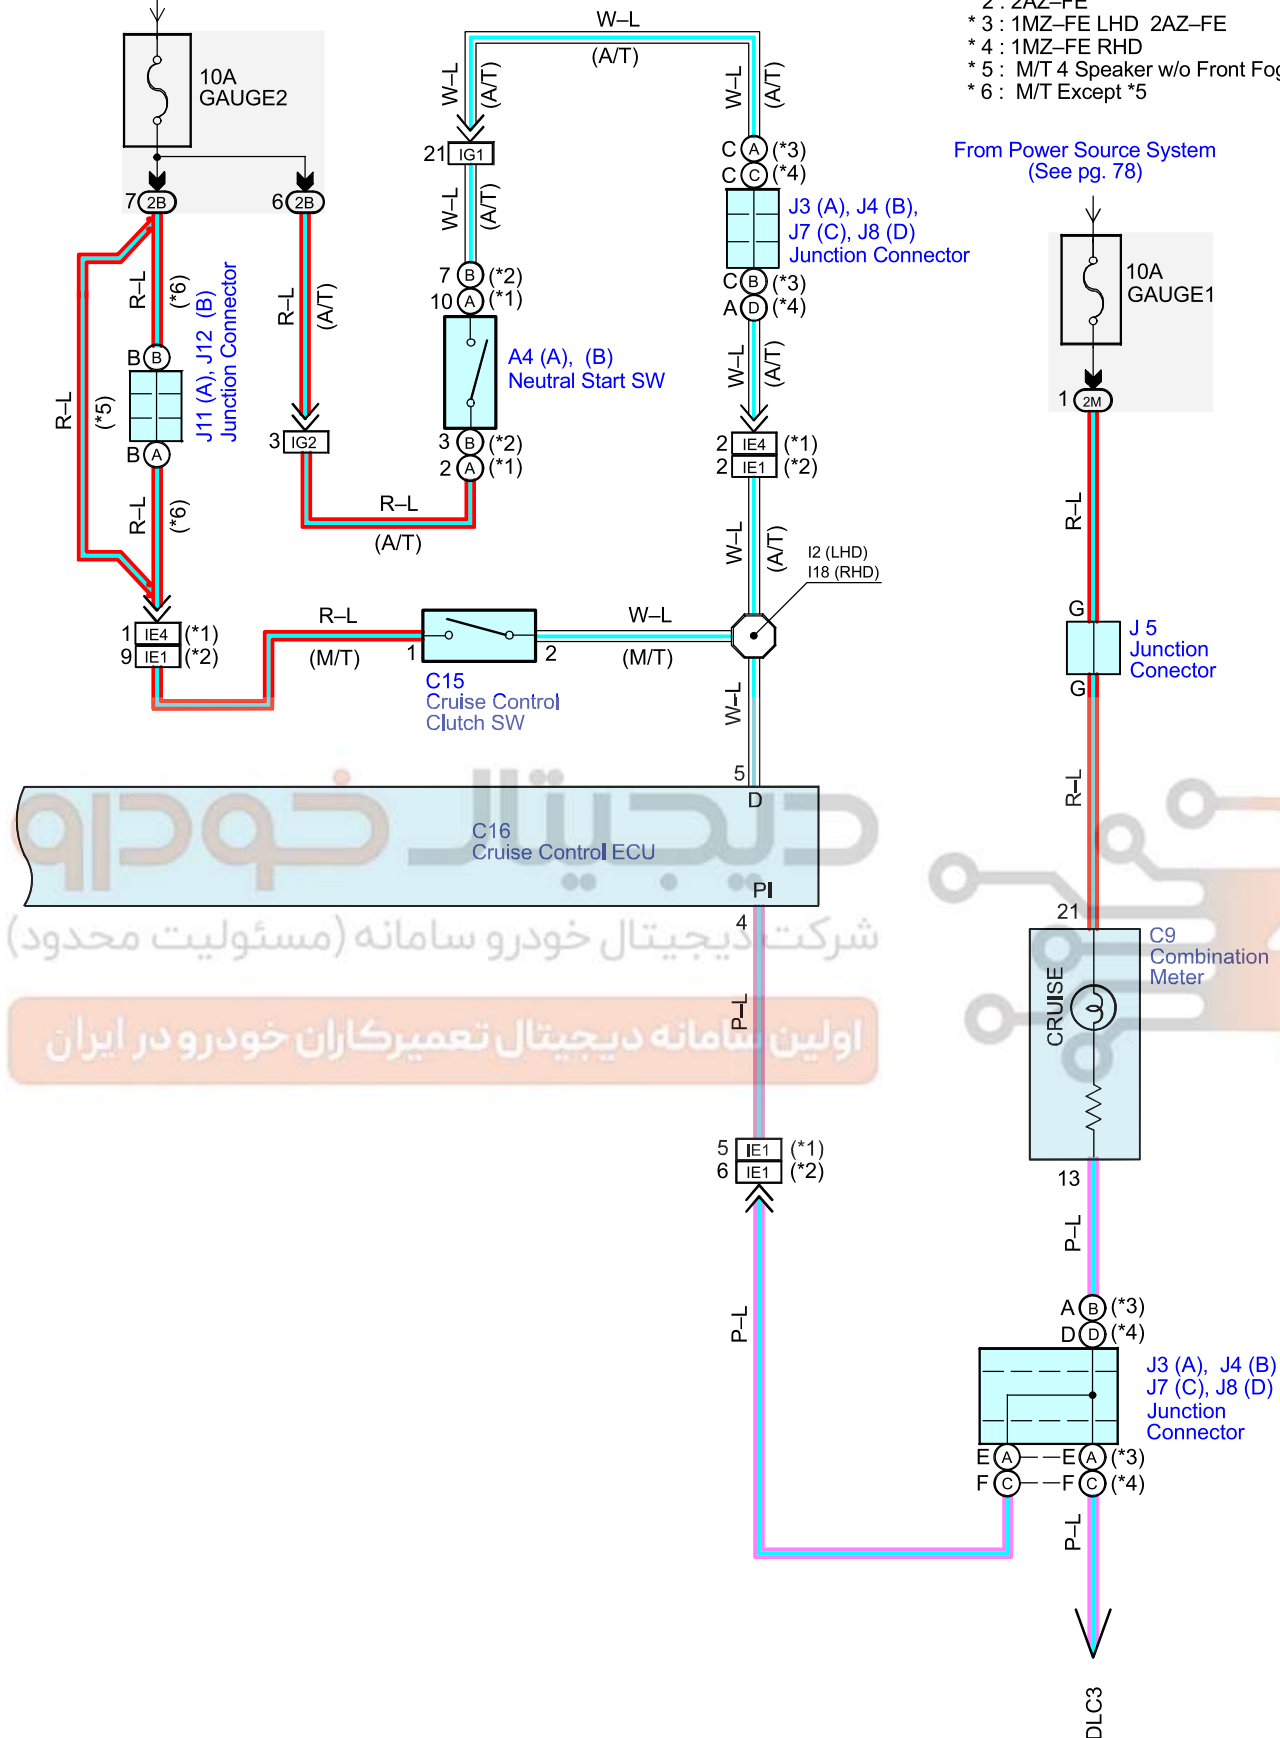 2 : 2AZ–FE
* 3 : 1MZ–FE LHD 2AZ–FE
* 4 : 1MZ–FE RHD
* 5 : M/T 4 Speaker w/o Front Fog
* 6 : M/T Except *5
10A
GAUGE2
7 2B
6 2B
R–L
(*6)
R–L
(*5)
B B
B A
J11 (A), J12 (B)
Junction Connector
R–L
(*6)
1 IE4 (*1)
9 IE1 (*2)
R–L
(A/T)
3 IG2
R–L
(A/T)
W–L
(A/T)
W–L
(A/T)
21 IG1
W–L
(A/T)
7 B (*2)
10 A (*1)
A4 (A), (B)
Neutral Start SW
3 B (*2)
2 A (*1)
W–L
(A/T)
C A (*3)
C C (*4)
J3 (A), J4 (B),
J7 (C), J8 (D)
Junction Connector
C B (*3)
A D (*4)
W–L
(A/T)
2 IE4 (*1)
2 IE1 (*2)
W–L
(A/T)
I2 (LHD)
I18 (RHD)
R–L
(M/T)
1
2
C15
Cruise Control
Clutch SW
W–L
(M/T)
W–L
5
D
C16
Cruise Control ECU
PI
4
P–L
5 IE1 (*1)
6 IE1 (*2)
P–L
From Power Source System
(See pg. 78)
10A
GAUGE1
1 2M
R–L
G
J 5
Junction
Conector
G
R–L
21
C9
Combination
Meter
CRUISE
13
P–L
A B (*3)
D D (*4)
J3 (A), J4 (B)
J7 (C), J8 (D)
Junction
Connector
E A E A (*3)
F C F C (*4)
P–L
DLC3
دیجیتال خودرو
شرکت دیجیتال خودرو سامانه (مسئولیت محدود)
اولین سامانه دیجیتال تعمیرکاران خودرو در ایران